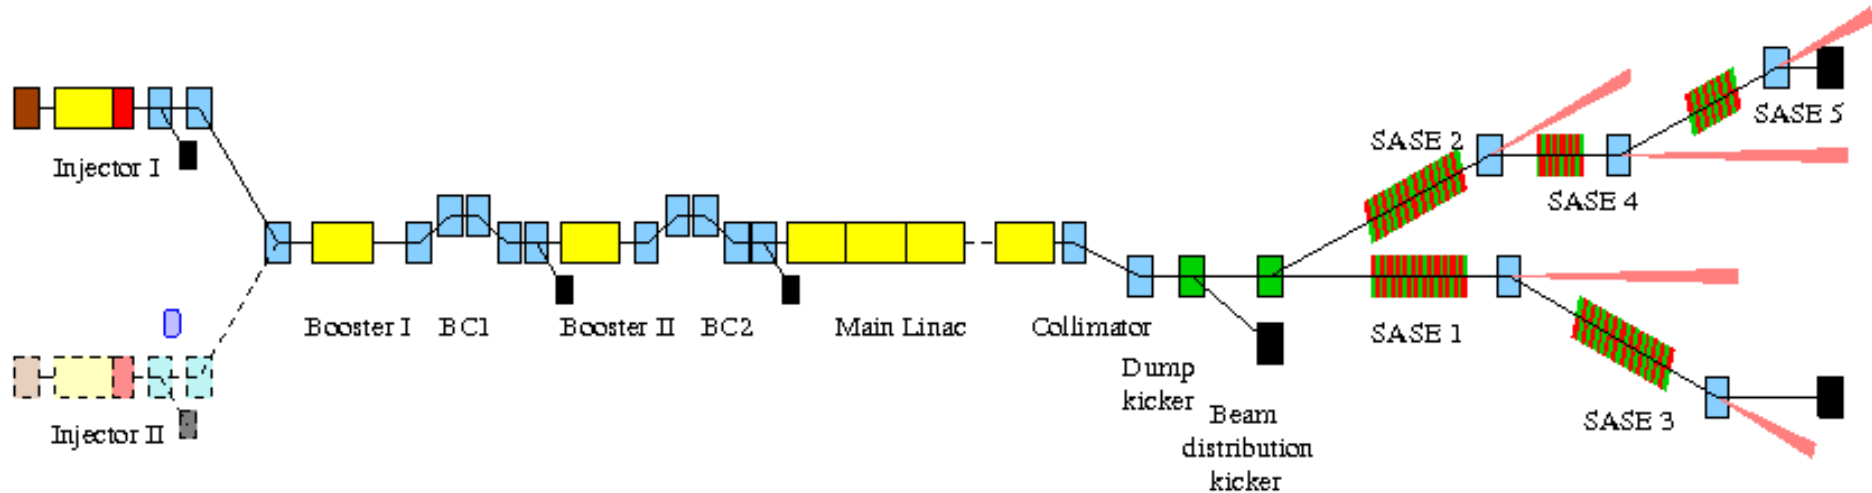 Injector I
Injector II
Booster I
BC1
Booster II
BC2
Main Linac
Collimator
Dump
kicker
Beam
distribution
kicker
SASE 2
SASE 5
SASE 4
SASE 1
SASE 3